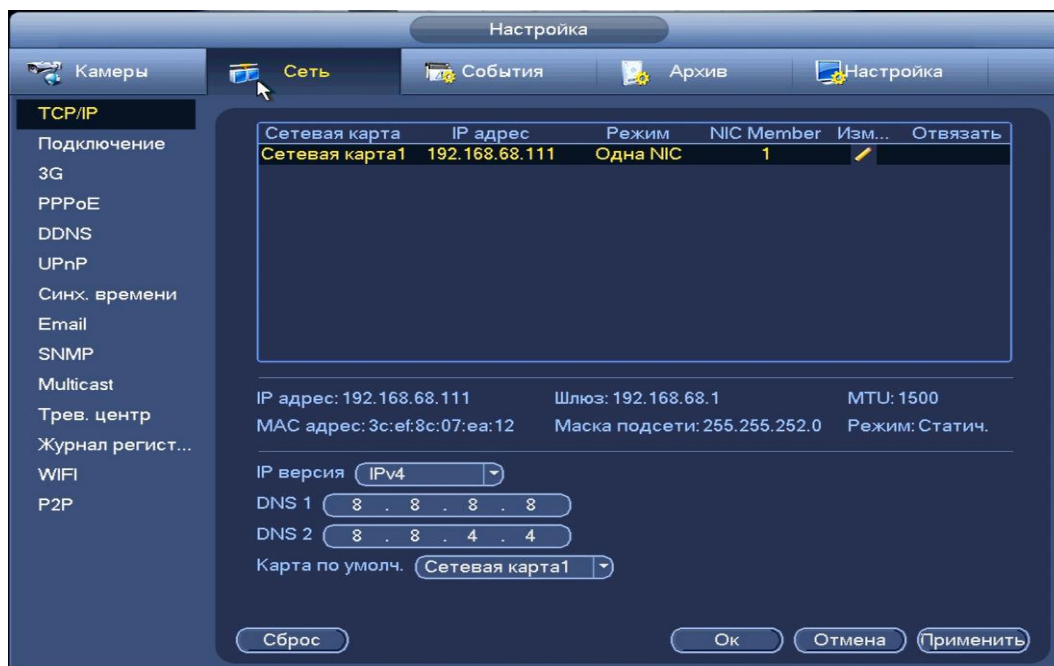 Настройка
Камеры Сеть События Архив Настройка
TCP/IP
Подключение
3G
PPPoE
DDNS
UPnP
Синх. времени
Email
SNMP
Multicast
Трев. центр
Журнал регист...
WIFI
P2P
Сетевая карта IP адрес Режим NIC Member Изм... Отвязать
Сетевая карта1 192.168.68.111 Одна NIC 1
IP адрес: 192.168.68.111 Шлюз: 192.168.68.1 MTU: 1500
MAC адрес: 3c:ef:8c:07:ea:12 Маска подсети: 255.255.252.0 Режим: Статич.
IP версия IPv4
DNS 1 8 . 8 . 8 . 8
DNS 2 8 . 8 . 4 . 4
Карта по умолч. Сетевая карта1
Сброс Ок Отмена Применить